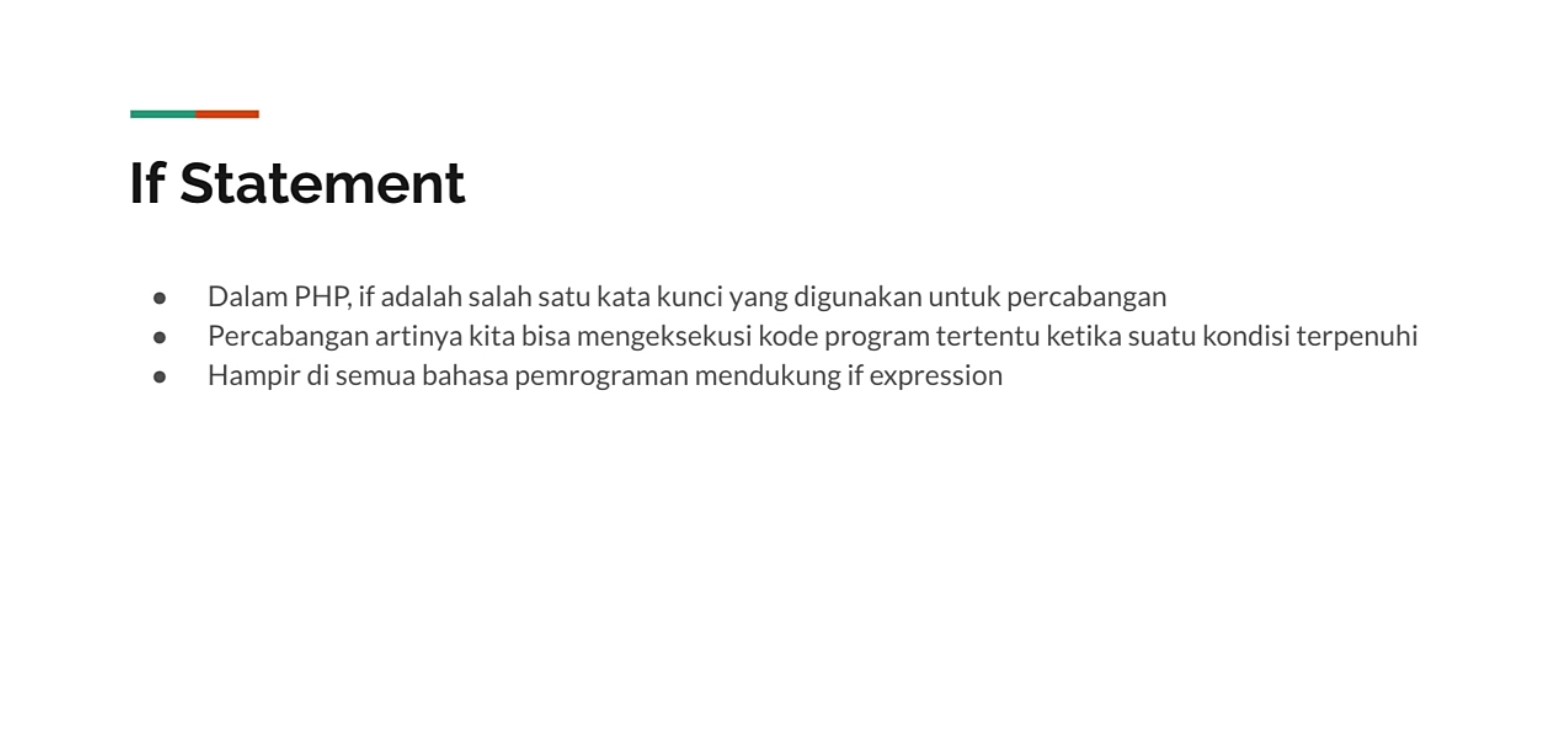 If Statement
● Dalam PHP, if adalah salah satu kata kunci yang digunakan untuk percabangan
● Percabangan artinya kita bisa mengeksekusi kode program tertentu ketika suatu kondisi terpenuhi
● Hampir di semua bahasa pemrograman mendukung if expression